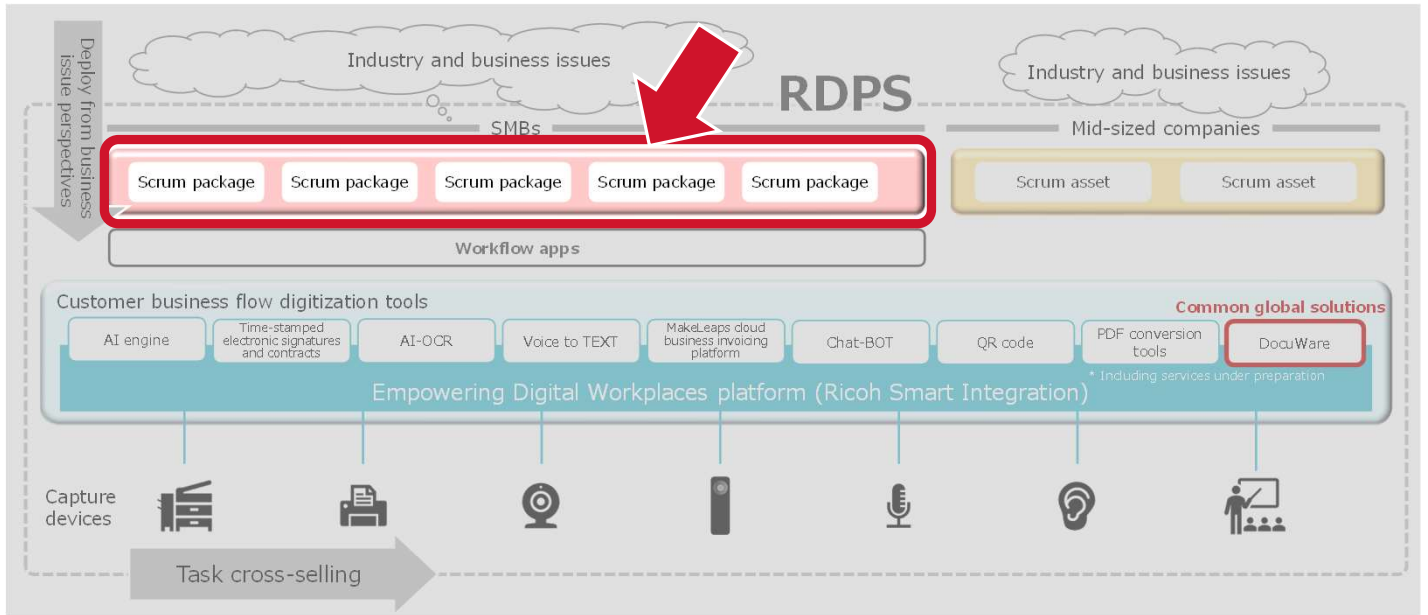 Deploy from business
issue perspectives
Industry and business issues
RDPS
Industry and business issues
SMBs
Mid-sized companies
Scrum package
Scrum package
Scrum package
Scrum package
Scrum package
Scrum asset
Scrum asset
Workflow apps
Customer business flow digitization tools
Common global solutions
AI engine
Time-stamped
electronic signatures
and contracts
AI-OCR
Voice to TEXT
MakeLeaps cloud
business invoicing
platform
Chat-BOT
QR code
PDF conversion
tools
DocuWare
* Including services under preparation
Empowering Digital Workplaces platform (Ricoh Smart Integration)
Capture
devices
Task cross-selling